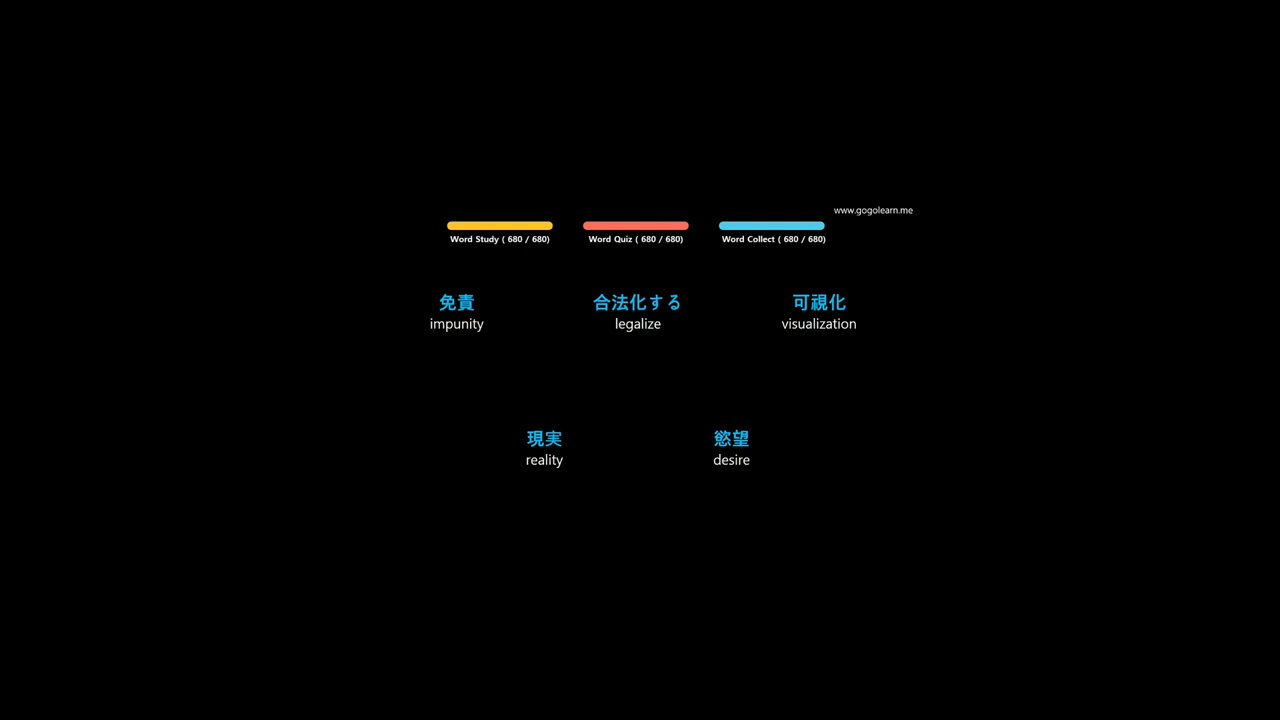 www.gogolearn.me
Word Study ( 680 / 680)
Word Quiz ( 680 / 680)
Word Collect ( 680 / 680)
免責
impunity
合法化する
legalize
可視化
visualization
現実
reality
慾望
desire